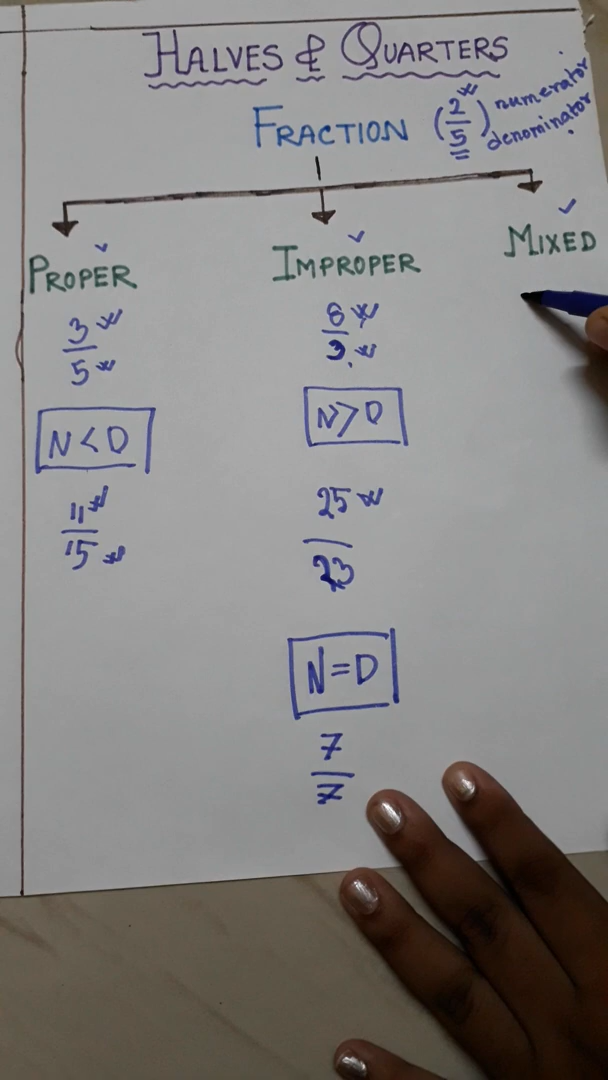 HALVES & QUARTERS
FRACTION (2/5) numerator
denominator
PROPER
IMPROPER
MIXED
3/5
8/3
N<D
N>D
11/15
25/23
N=D
7/7